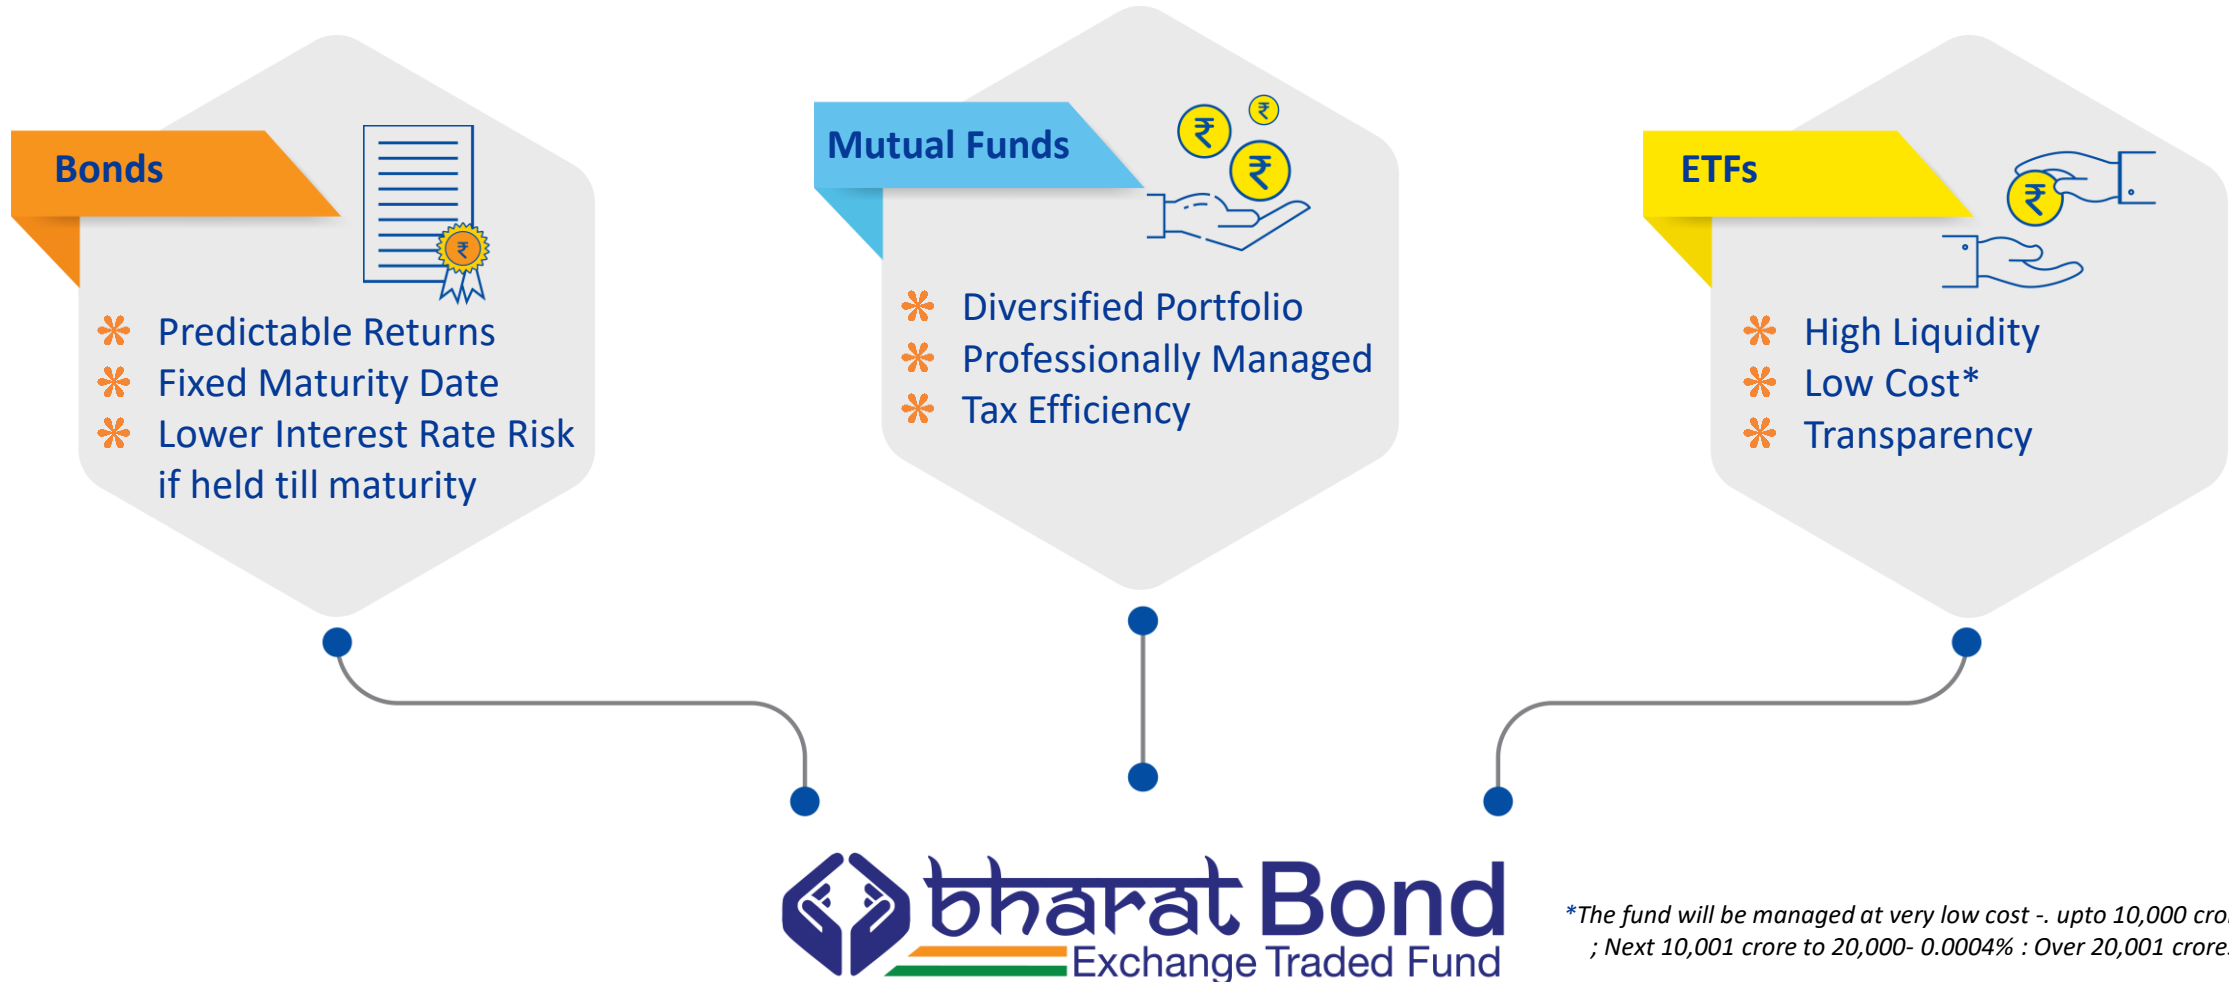 Bonds
Predictable Returns
Fixed Maturity Date
Lower Interest Rate Risk
if held till maturity
Mutual Funds
Diversified Portfolio
Professionally Managed
Tax Efficiency
ETFs
High Liquidity
Low Cost*
Transparency
bharat Bond
Exchange Traded Fund
*The fund will be managed at very low cost -. upto 10,000
; Next 10,001 crore to 20,000- 0.0004% : Over 20,001